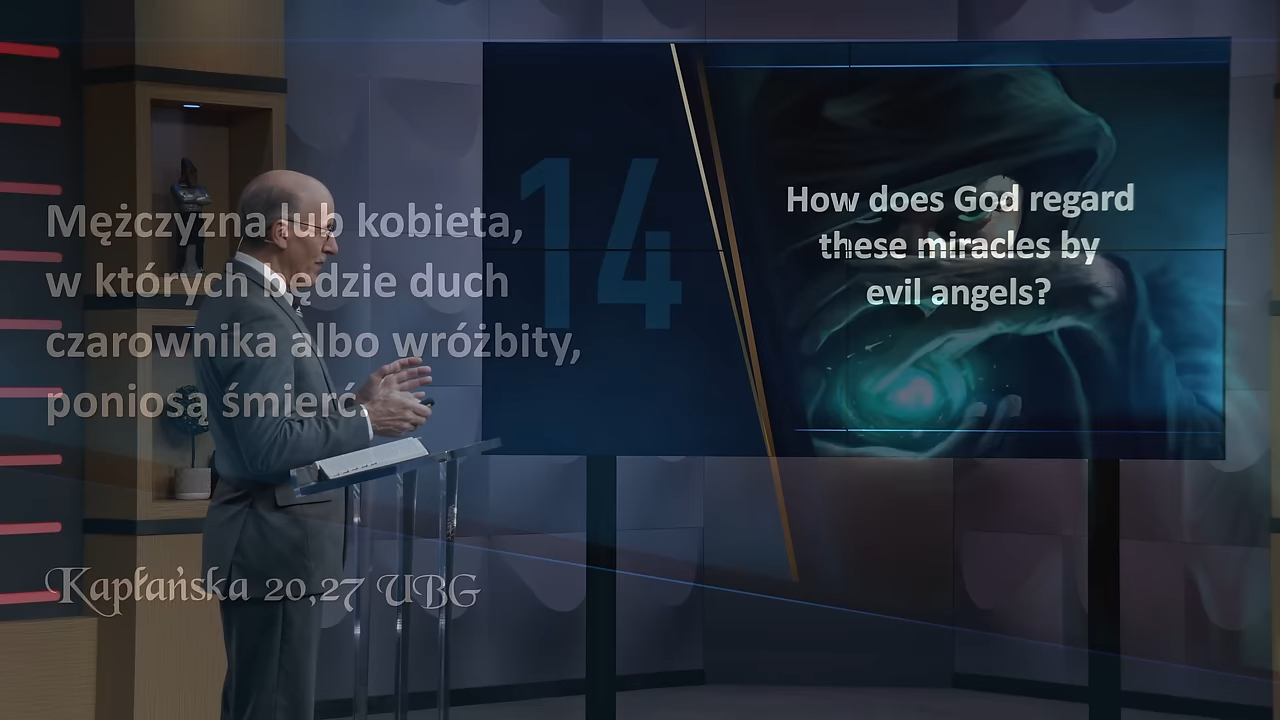 Mężczyzna lub kobieta,
w których będzie duch
czarownika albo wróżbity,
poniosą śmierć.
Kapłańska 20,27 UBG
14
How does God regard
these miracles by
evil angels?